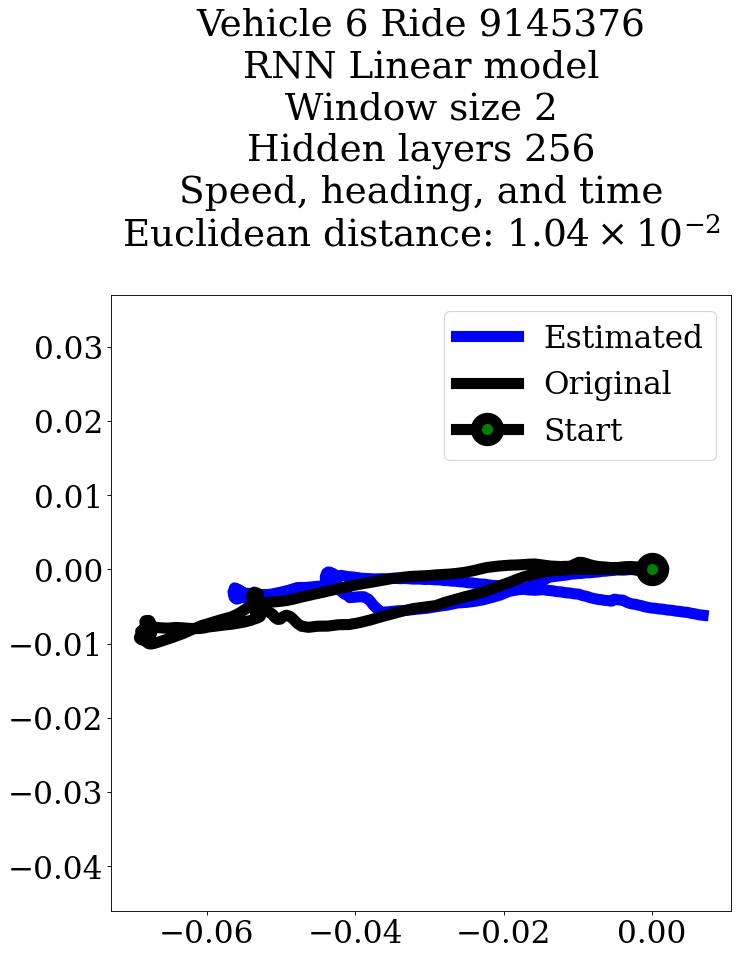 Vehicle 6 Ride 9145376
RNN Linear model
Window size 2
Hidden layers 256
Speed, heading, and time
Euclidean distance: 1.04 × 10⁻²
Estimated
Original
Start
0.03
0.02
0.01
0.00
−0.01
−0.02
−0.03
−0.04
−0.06 −0.04 −0.02 0.00